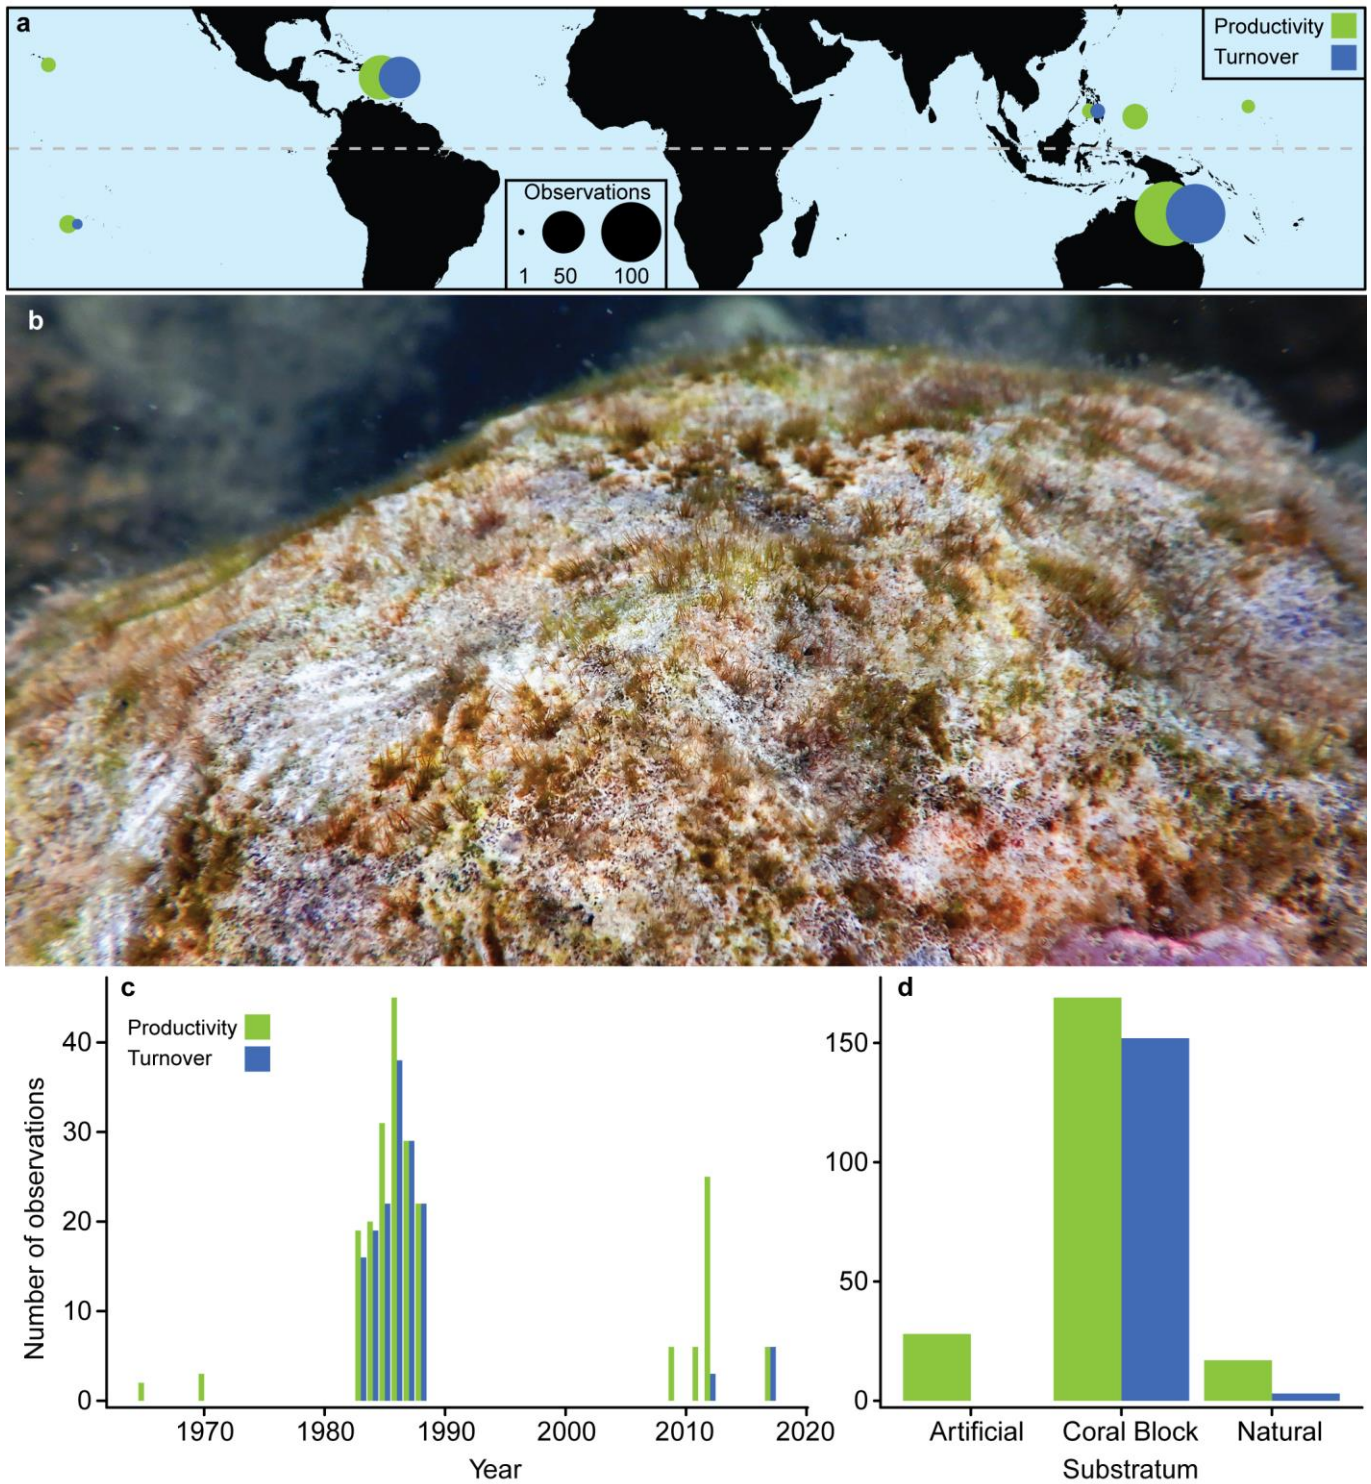 a
Productivity
Turnover
Observations
1 50 100
b
c
Productivity
Turnover
Number of observations
40
30
20
10
0
1970 1980 1990 2000 2010 2020
Year
d
150
100
50
0
Artificial Coral Block Natural
Substratum